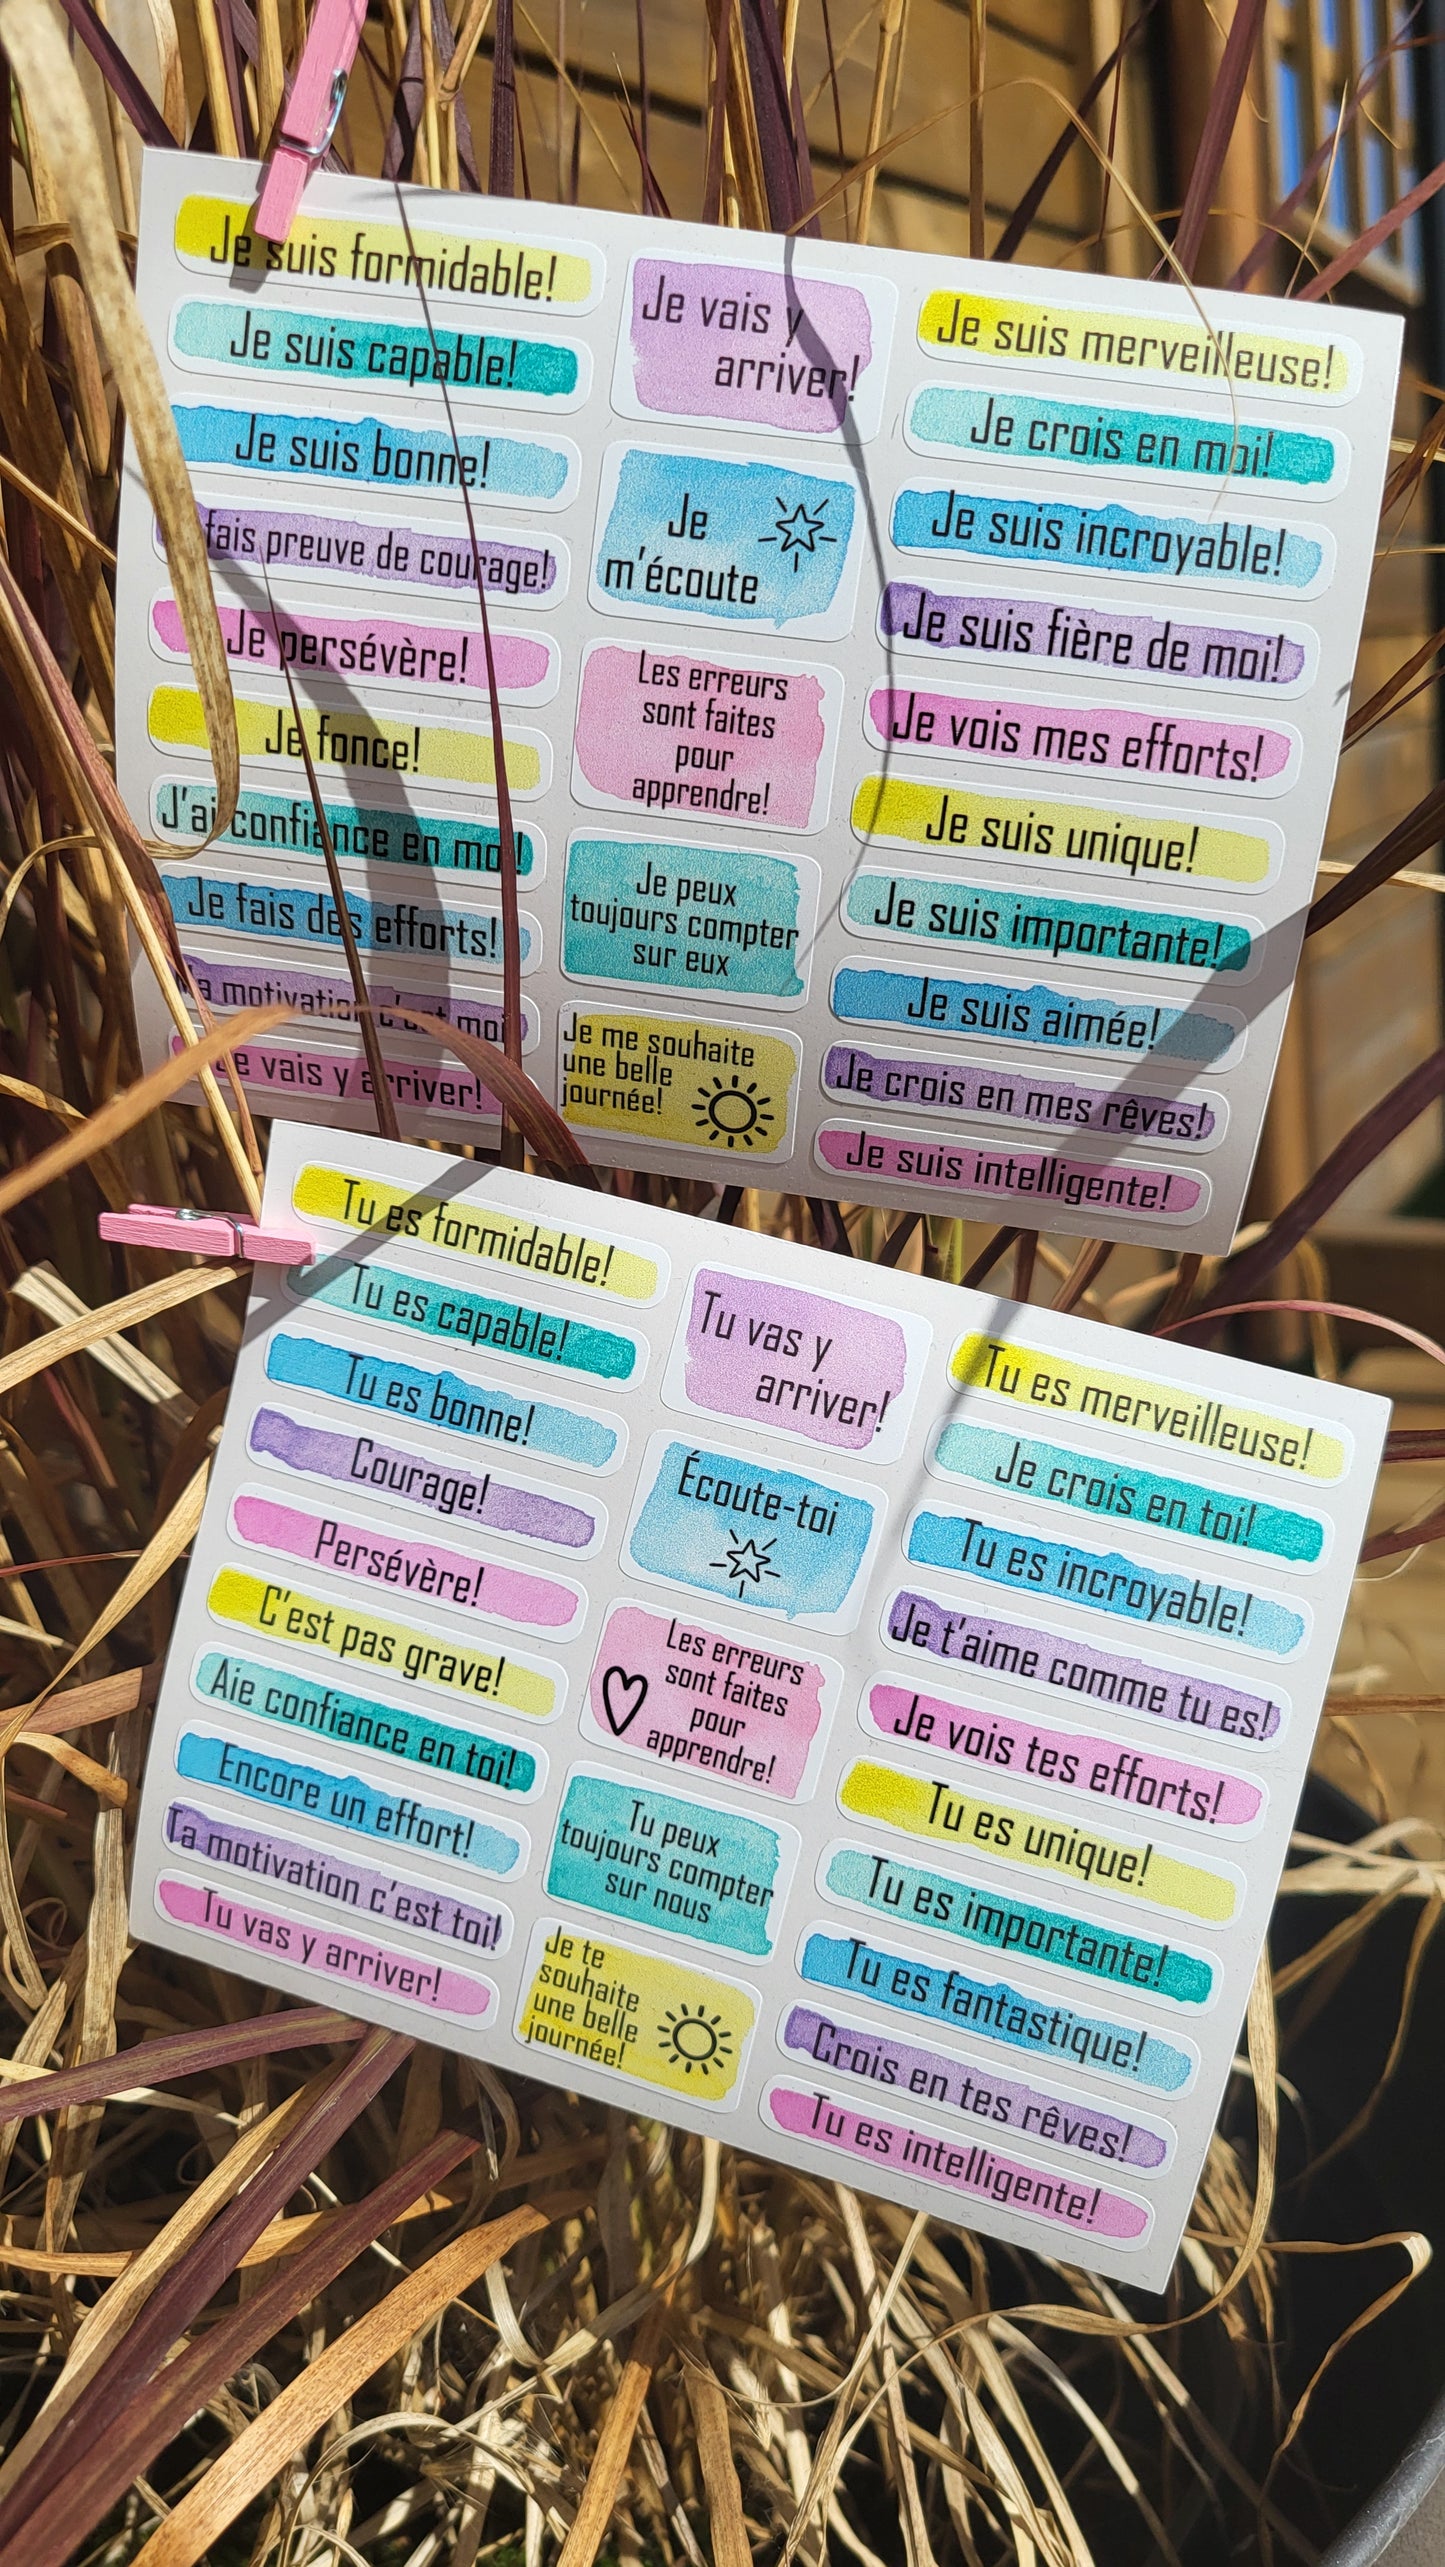 Je suis formidable!
Je suis capable!
Je suis bonne!
fais preuve de courage!
Je persévère!
Je fonce!
J'ai confiance en moi!
Je fais des efforts!
motivation c'est moi
Je vais y arriver!
Je vais y
arriver!
Je
m'écoute
Les erreurs
sont faites
pour
apprendre!
Je peux
toujours compter
sur eux
Je me souhaite
une belle
journée!
Je suis merveilleuse!
Je crois en moi!
Je suis incroyable!
Je suis fière de moi!
Je vois mes efforts!
Je suis unique!
Je suis importante!
Je suis aimée!
Je crois en mes rêves!
Je suis intelligente!
Tu es formidable!
Tu es capable!
Tu es bonne!
Courage!
Persévère!
C'est pas grave!
Aie confiance en toi!
Encore un effort!
Ta motivation c'est toi!
Tu vas y arriver!
Tu vas y
arriver!
Écoute-toi
Les erreurs
sont faites
pour
apprendre!
Tu peux
toujours compter
sur nous
Je te
souhaite
une belle
journée!
Tu es merveilleuse!
Je crois en toi!
Tu es incroyable!
Je t'aime comme tu es!
Je vois tes efforts!
Tu es unique!
Tu es importante!
Tu es fantastique!
Crois en tes rêves!
Tu es intelligente!